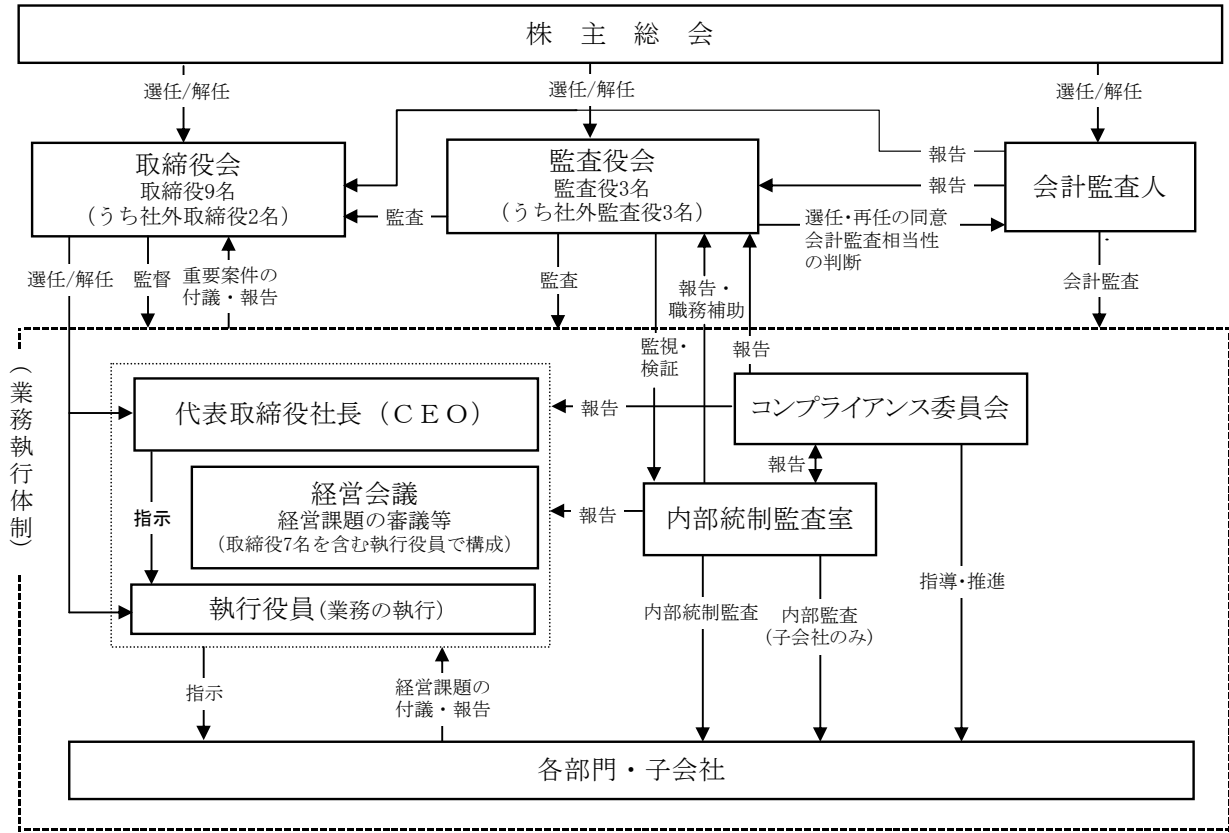 株 主 総 会
選任/解任
選任/解任
選任/解任
取締役会
取締役9名
(うち社外取締役2名)
監査役会
監査役3名
(うち社外監査役3名)
会計監査人
報告
報告
監査
選任・再任の同意
会計監査相当性
の判断
選任/解任
監督
重要案件の
付議・報告
監査
報告・
職務補助
会計監査
監視・
検証
報告
(業務執行体制)
代表取締役社長(CEO)
報告
コンプライアンス委員会
報告
経営会議
経営課題の審議等
(取締役7名を含む執行役員で構成)
指示
報告
内部統制監査室
執行役員(業務の執行)
内部統制監査
内部監査
(子会社のみ)
指導・推進
指示
経営課題の
付議・報告
各部門・子会社